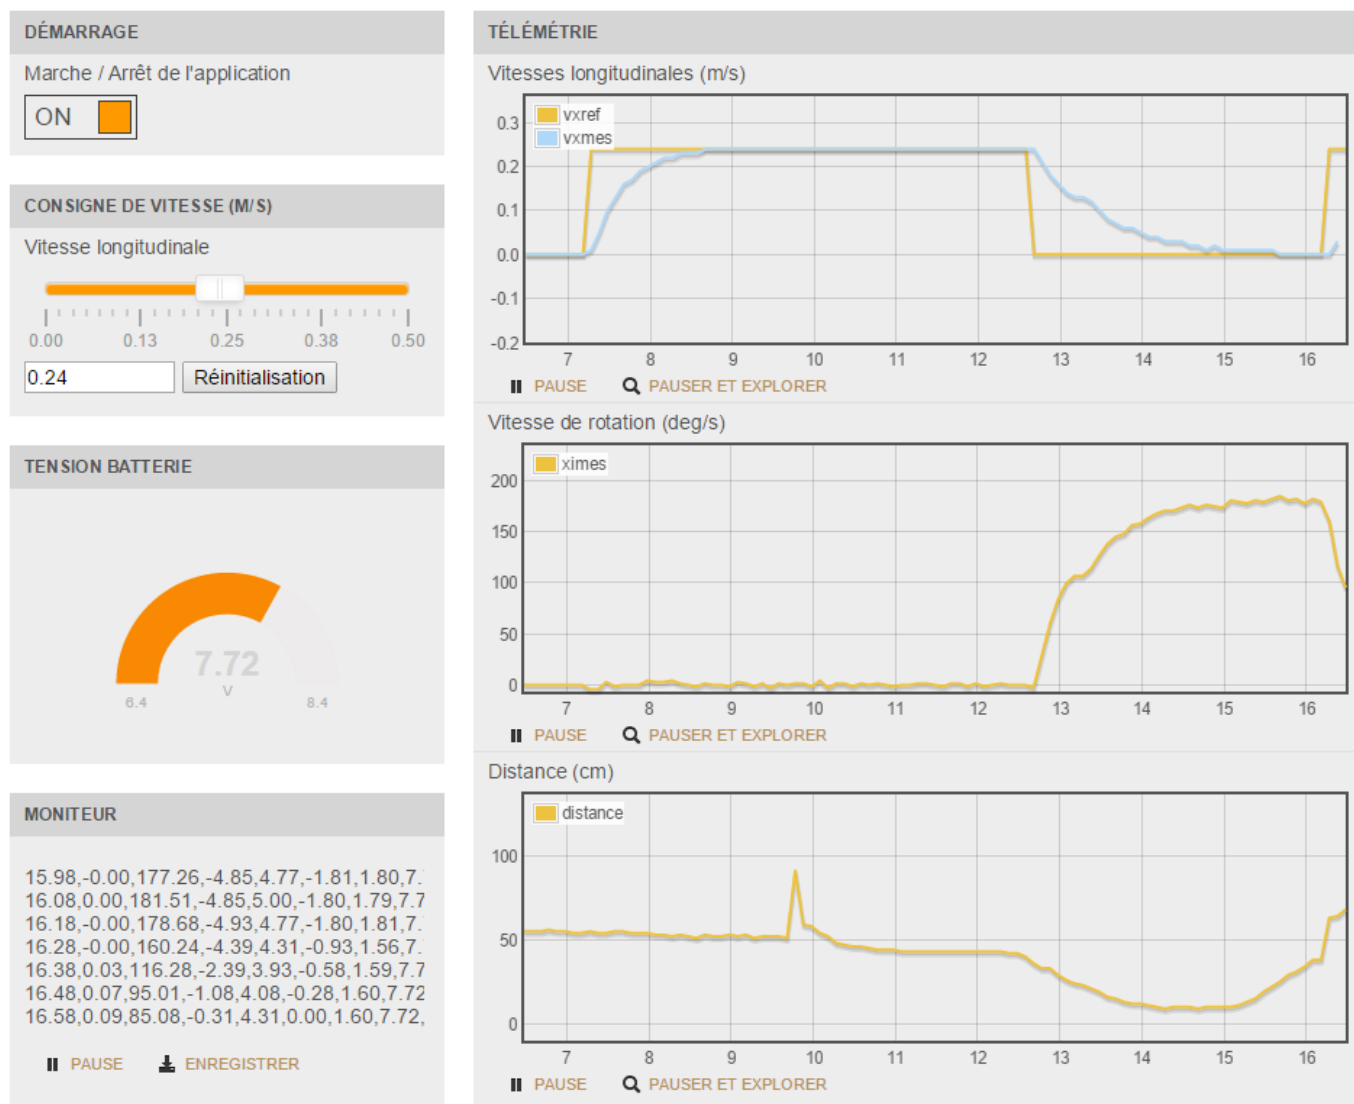 DÉMARRAGE
Marche / Arrêt de l'application
ON
CONSIGNE DE VITESSE (M/S)
Vitesse longitudinale
0.00 0.13 0.25 0.38 0.50
0.24 Réinitialisation
TENSION BATTERIE
7.72
V
6.4 8.4
MONITEUR
15.98,-0.00,177.26,-4.85,4.77,-1.81,1.80,7.
16.08,0.00,181.51,-4.85,5.00,-1.80,1.79,7.7
16.18,-0.00,178.68,-4.93,4.77,-1.80,1.81,7.
16.28,-0.00,160.24,-4.39,4.31,-0.93,1.56,7.
16.38,0.03,116.28,-2.39,3.93,-0.58,1.59,7.7
16.48,0.07,95.01,-1.08,4.08,-0.28,1.60,7.72
16.58,0.09,85.08,-0.31,4.31,0.00,1.60,7.72,
PAUSE ENREGISTRER
TÉLÉMÉTRIE
Vitesses longitudinales (m/s)
vxref
vxmes
0.3
0.2
0.1
0.0
-0.1
-0.2
7 8 9 10 11 12 13 14 15 16
PAUSE PAUSER ET EXPLORER
Vitesse de rotation (deg/s)
ximes
200
150
100
50
0
7 8 9 10 11 12 13 14 15 16
PAUSE PAUSER ET EXPLORER
Distance (cm)
distance
100
50
0
7 8 9 10 11 12 13 14 15 16
PAUSE PAUSER ET EXPLORER